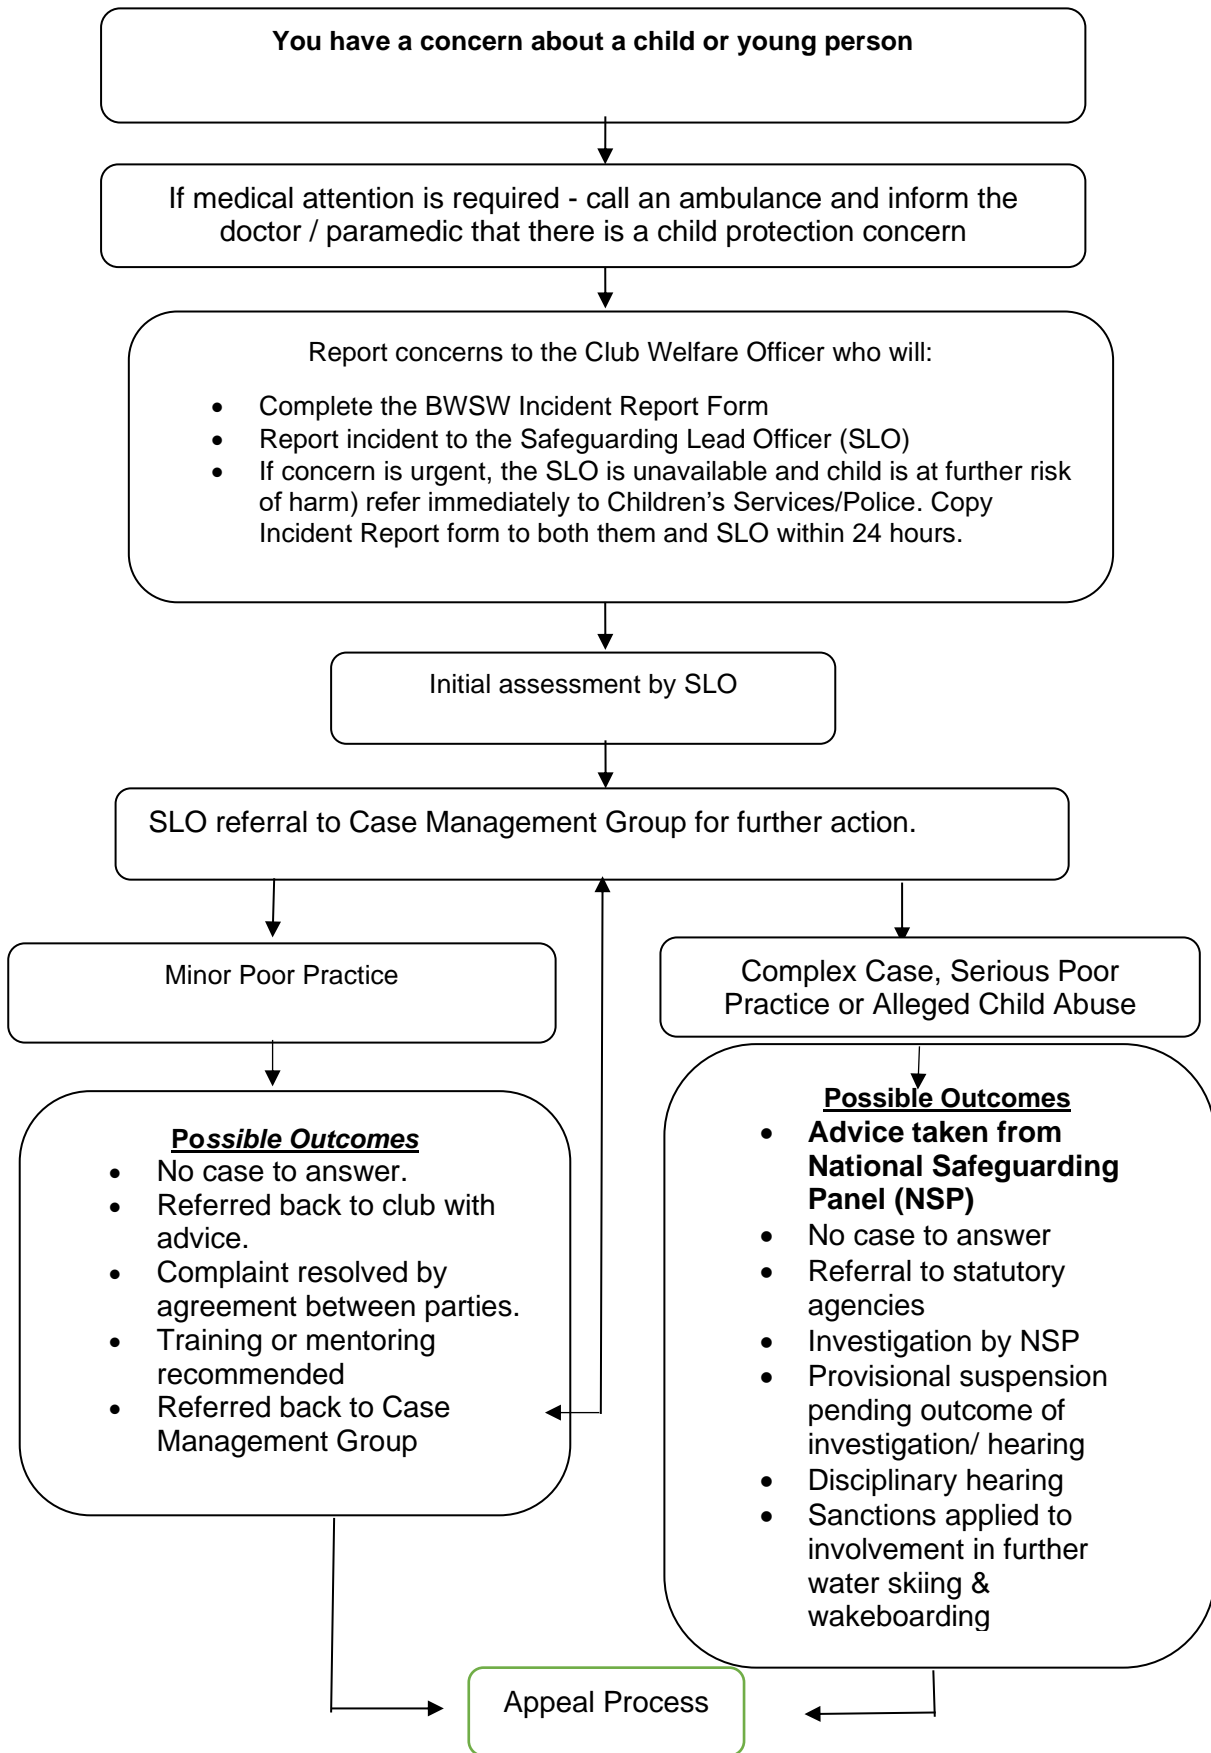 You have a concern about a child or young person
If medical attention is required - call an ambulance and inform the
doctor / paramedic that there is a child protection concern
Report concerns to the Club Welfare Officer who will:
• Complete the BWSW Incident Report Form
• Report incident to the Safeguarding Lead Officer (SLO)
• If concern is urgent, the SLO is unavailable and child is at further risk
of harm) refer immediately to Children's Services/Police. Copy
Incident Report form to both them and SLO within 24 hours.
Initial assessment by SLO
SLO referral to Case Management Group for further action.
Minor Poor Practice
Possible Outcomes
• No case to answer.
• Referred back to club with
advice.
• Complaint resolved by
agreement between parties.
• Training or mentoring
recommended
• Referred back to Case
Management Group
Complex Case, Serious Poor
Practice or Alleged Child Abuse
Possible Outcomes
• Advice taken from
National Safeguarding
Panel (NSP)
• No case to answer
• Referral to statutory
agencies
• Investigation by NSP
• Provisional suspension
pending outcome of
investigation/ hearing
• Disciplinary hearing
• Sanctions applied to
involvement in further
water skiing &
wakeboarding
Appeal Process